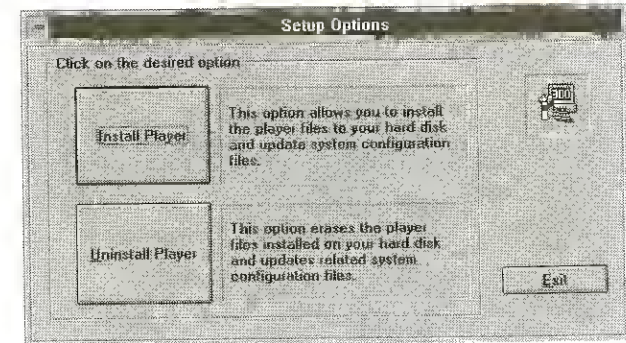 Setup Options
Click on the desired option
Install Player
This option allows you to install
the player files to your hard disk
and update system configuration
files.
Uninstall Player
This option erases the player
files installed on your hard disk
and updates related system
configuration files.
Exit